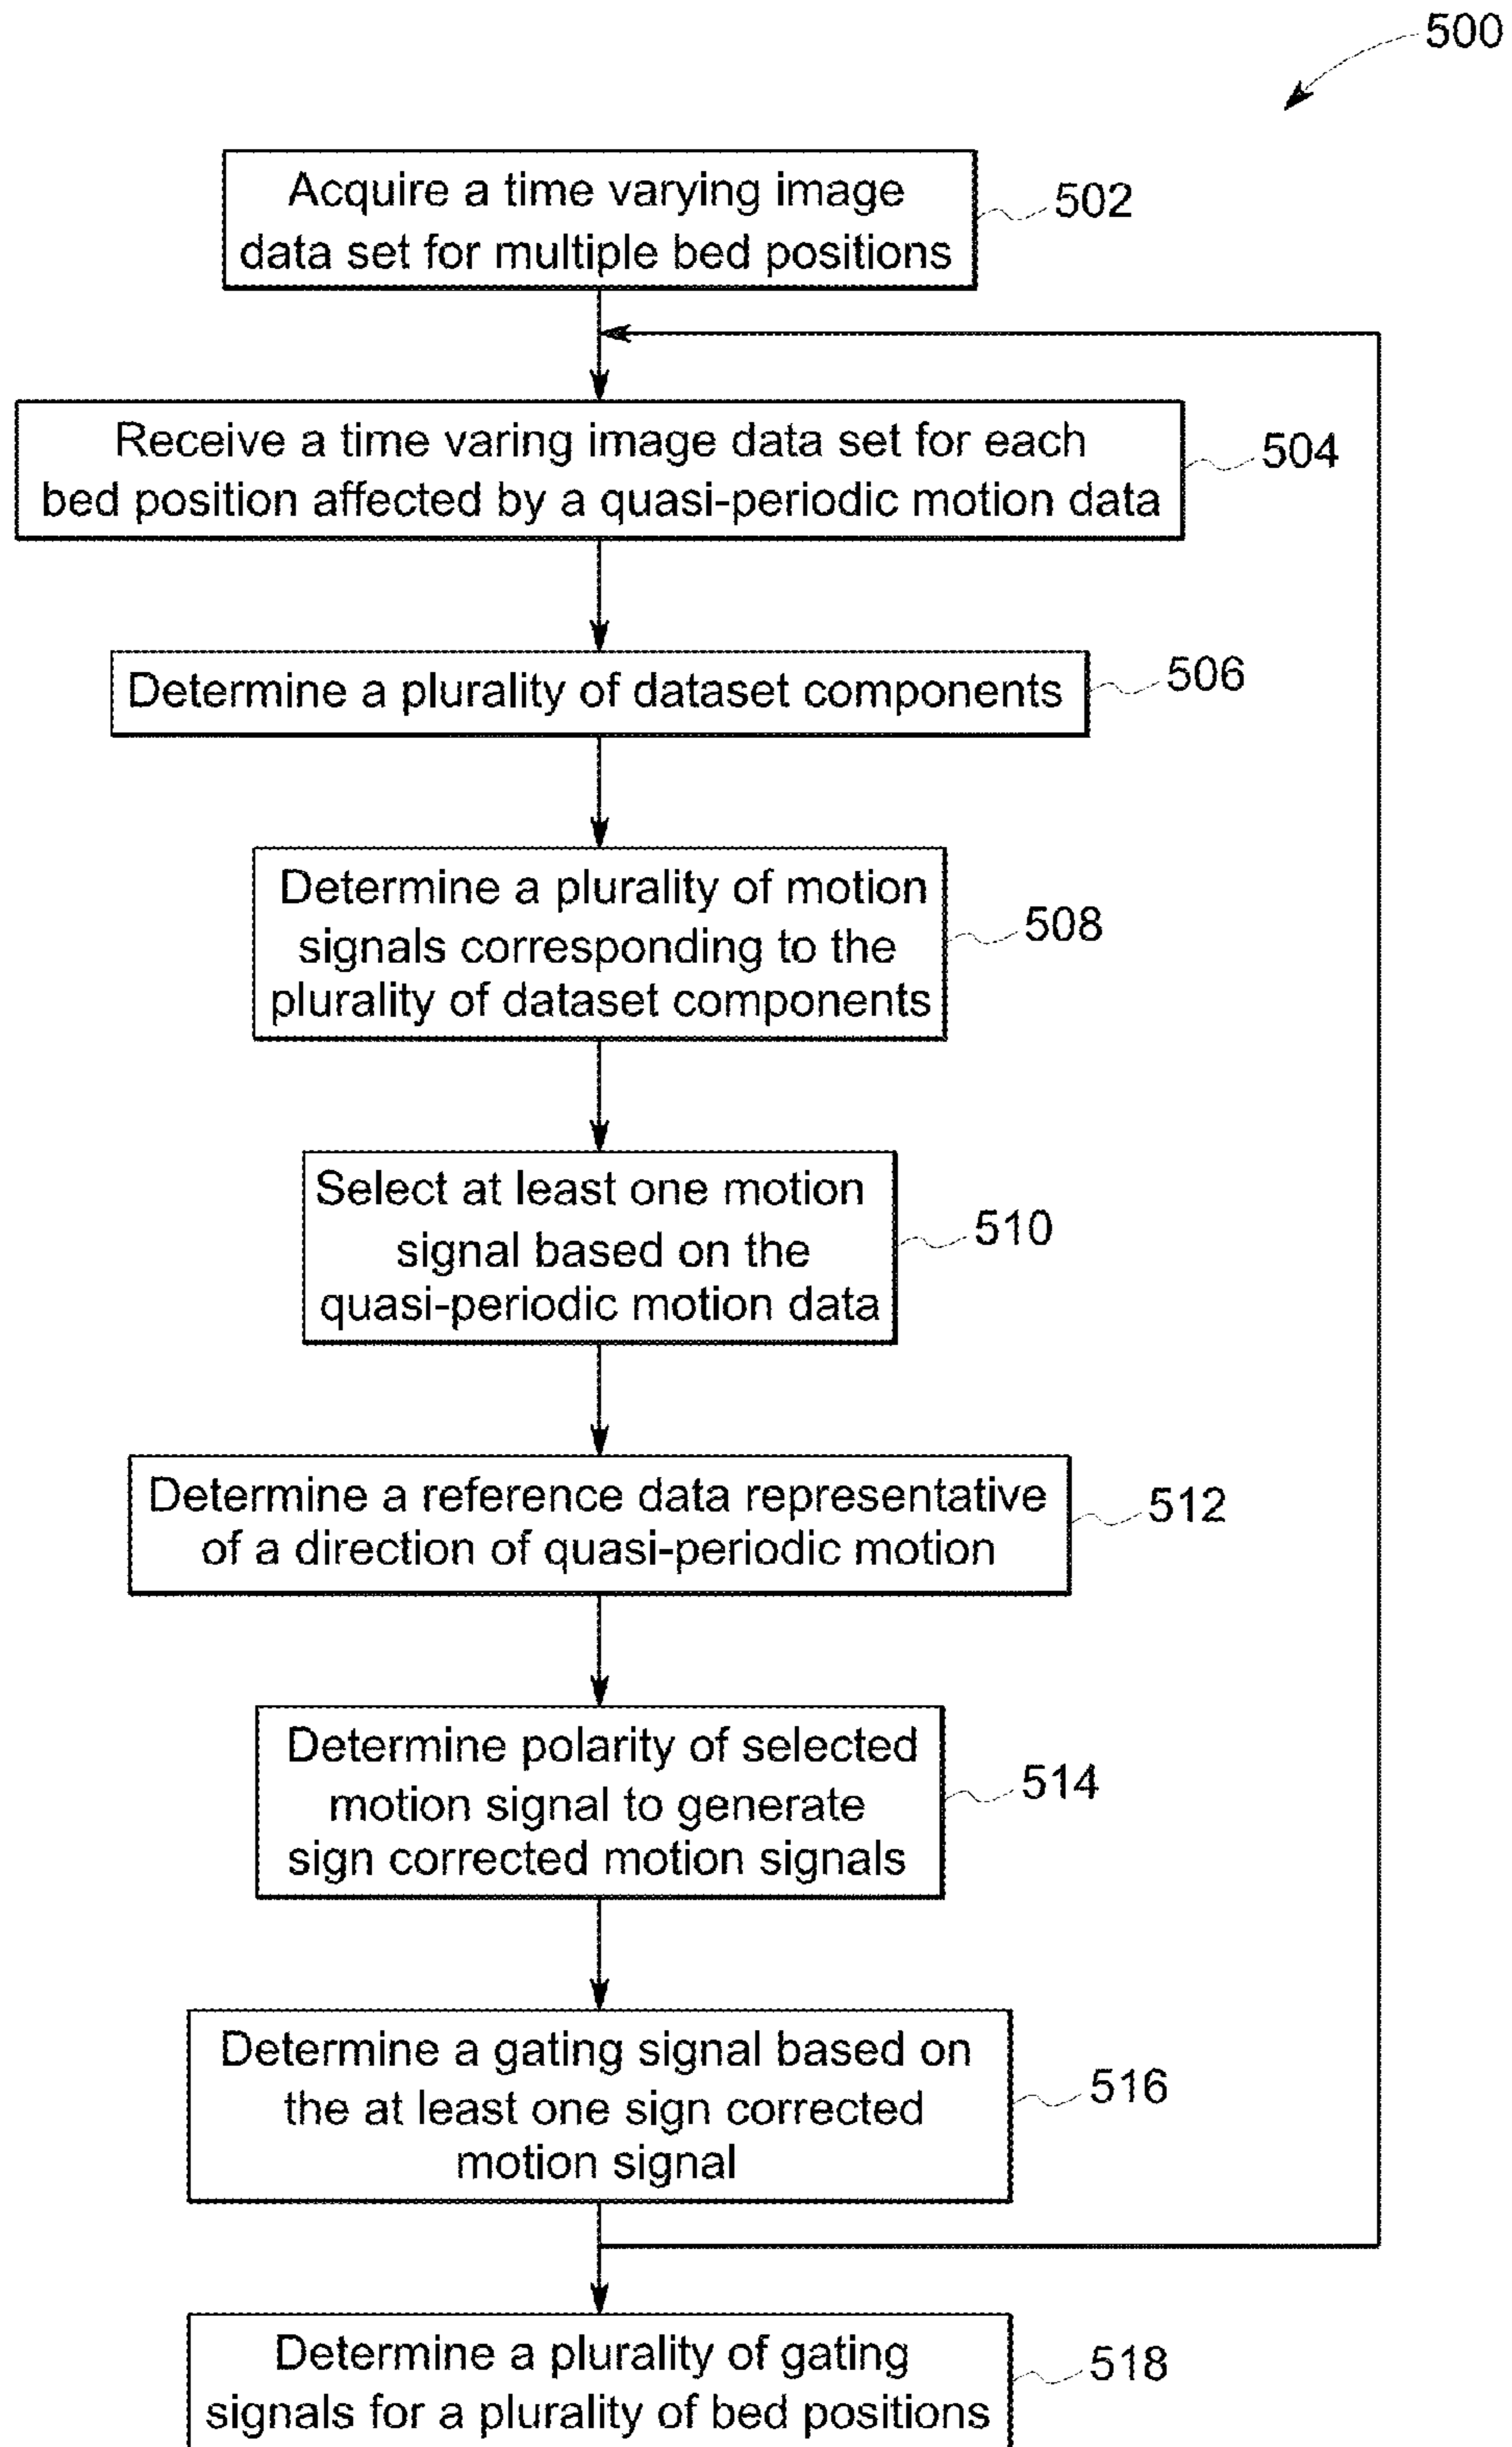 500
Acquire a time varying image
data set for multiple bed positions
502
Receive a time varing image data set for each
bed position affected by a quasi-periodic motion data
504
Determine a plurality of dataset components
506
Determine a plurality of motion
signals corresponding to the
plurality of dataset components
508
Select at least one motion
signal based on the
quasi-periodic motion data
510
Determine a reference data representative
of a direction of quasi-periodic motion
512
Determine polarity of selected
motion signal to generate
sign corrected motion signals
514
Determine a gating signal based on
the at least one sign corrected
motion signal
516
Determine a plurality of gating
signals for a plurality of bed positions
518